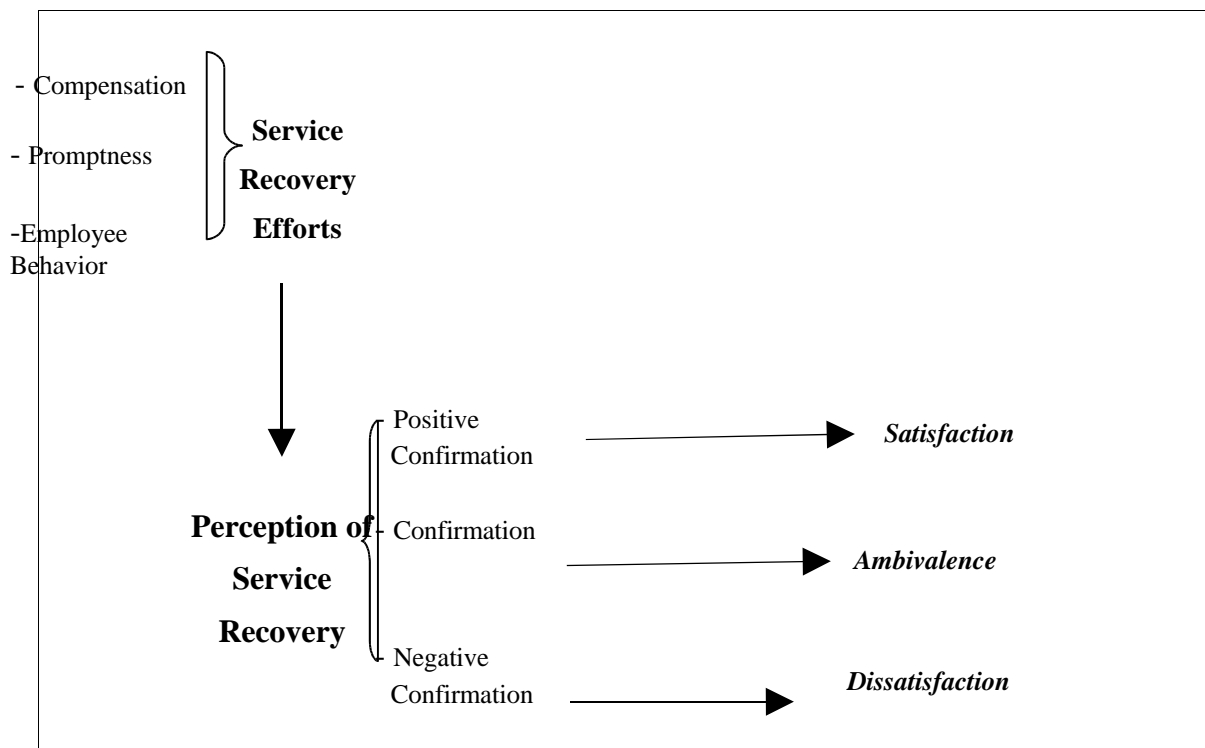 - Compensation
- Promptness
-Employee
Behavior
Service
Recovery
Efforts
Perception of
Service
Recovery
- Positive
Confirmation
- Confirmation
- Negative
Confirmation
Satisfaction
Ambivalence
Dissatisfaction